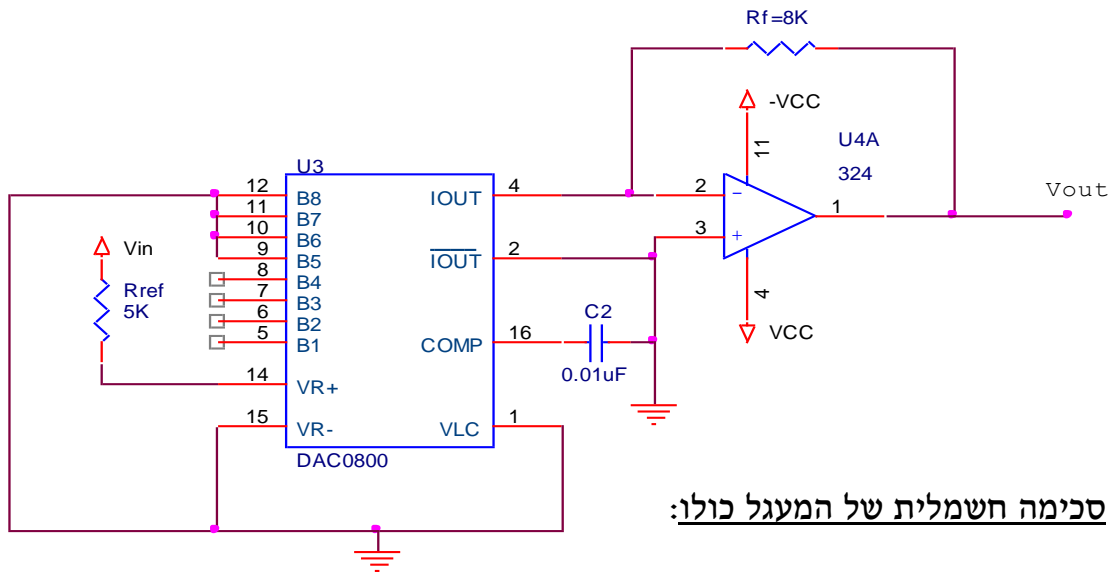 Rf=8K
-VCC
11
U4A
324
2
1
3
4
VCC
Vout
U3
12
11
10
9
8
7
6
5
14
15
B8
B7
B6
B5
B4
B3
B2
B1
VR+
VR-
IOUT
IOUT
COMP
VLC
4
2
16
1
DAC0800
Vin
Rref
5K
C2
0.01uF
סכימה חשמלית של המעגל כולו: